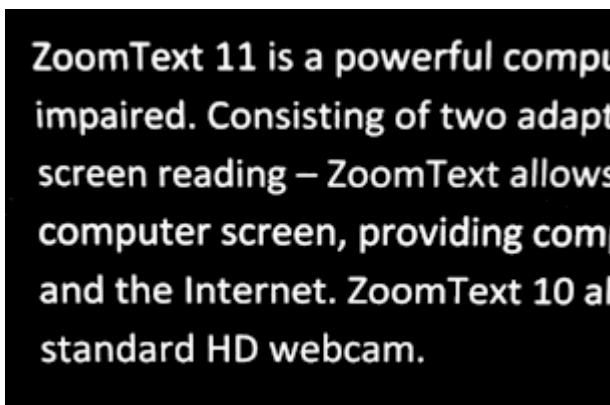 ZoomText 11 is a powerful compu
impaired. Consisting of two adapt
screen reading – ZoomText allows
computer screen, providing comp
and the Internet. ZoomText 10 al
standard HD webcam.